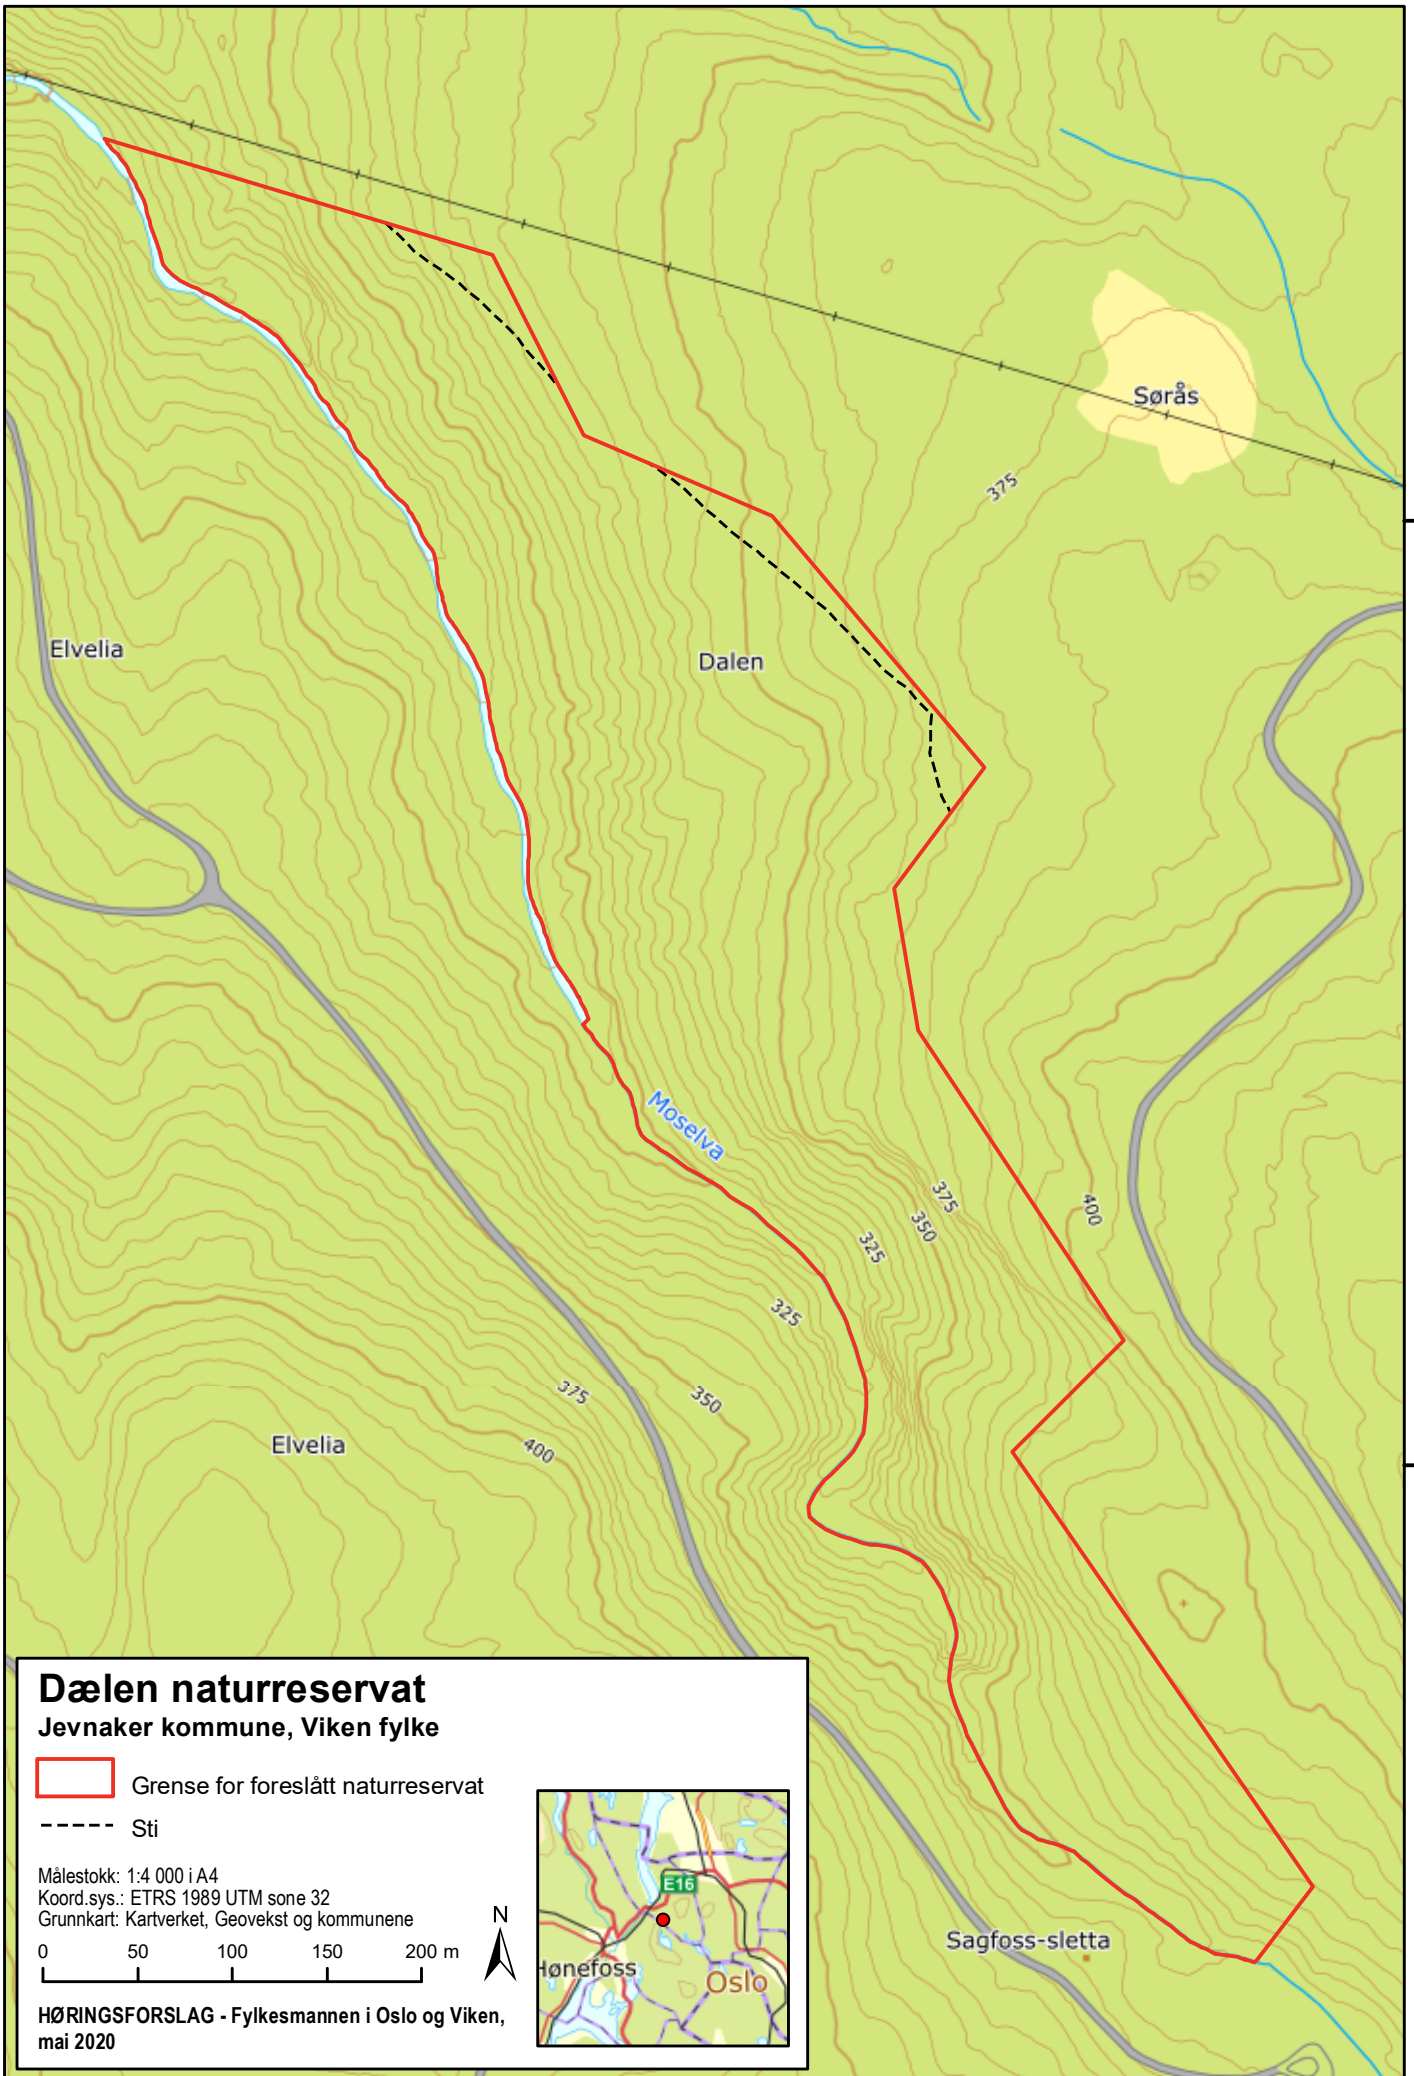 Sørås
375
Elvelia
Dalen
Moselva
375
350
325
400
325
375
350
400
Elvelia
Sagfoss-sletta
Dælen naturreservat
Jevnaker kommune, Viken fylke
Grense for foreslått naturreservat
Sti
Målestokk: 1:4 000 i A4
Koord.sys.: ETRS 1989 UTM sone 32
Grunnkart: Kartverket, Geovekst og kommunene
0 50 100 150 200 m
N
HØRINGSFORSLAG - Fylkesmannen i Oslo og Viken,
mai 2020
E16
Hønefoss
Oslo